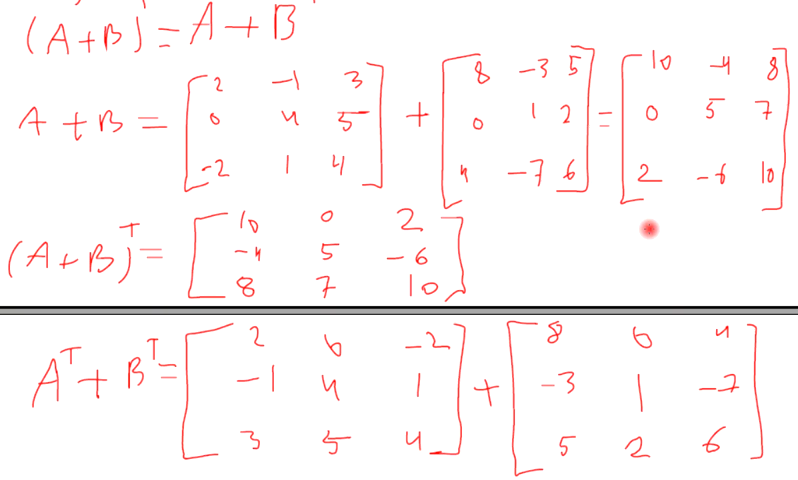 (A+B) = A + B
A + B = [2 -1 3; 0 4 5; -2 1 4] + [8 -3 5; 0 1 2; 4 -7 6] = [10 -4 8; 0 5 7; 2 -6 10]
(A+B)ᵀ = [10 0 2; -4 5 -6; 8 7 10]
Aᵀ + Bᵀ = [2 0 -2; -1 4 1; 3 5 4] + [8 0 4; -3 1 -7; 5 2 6]